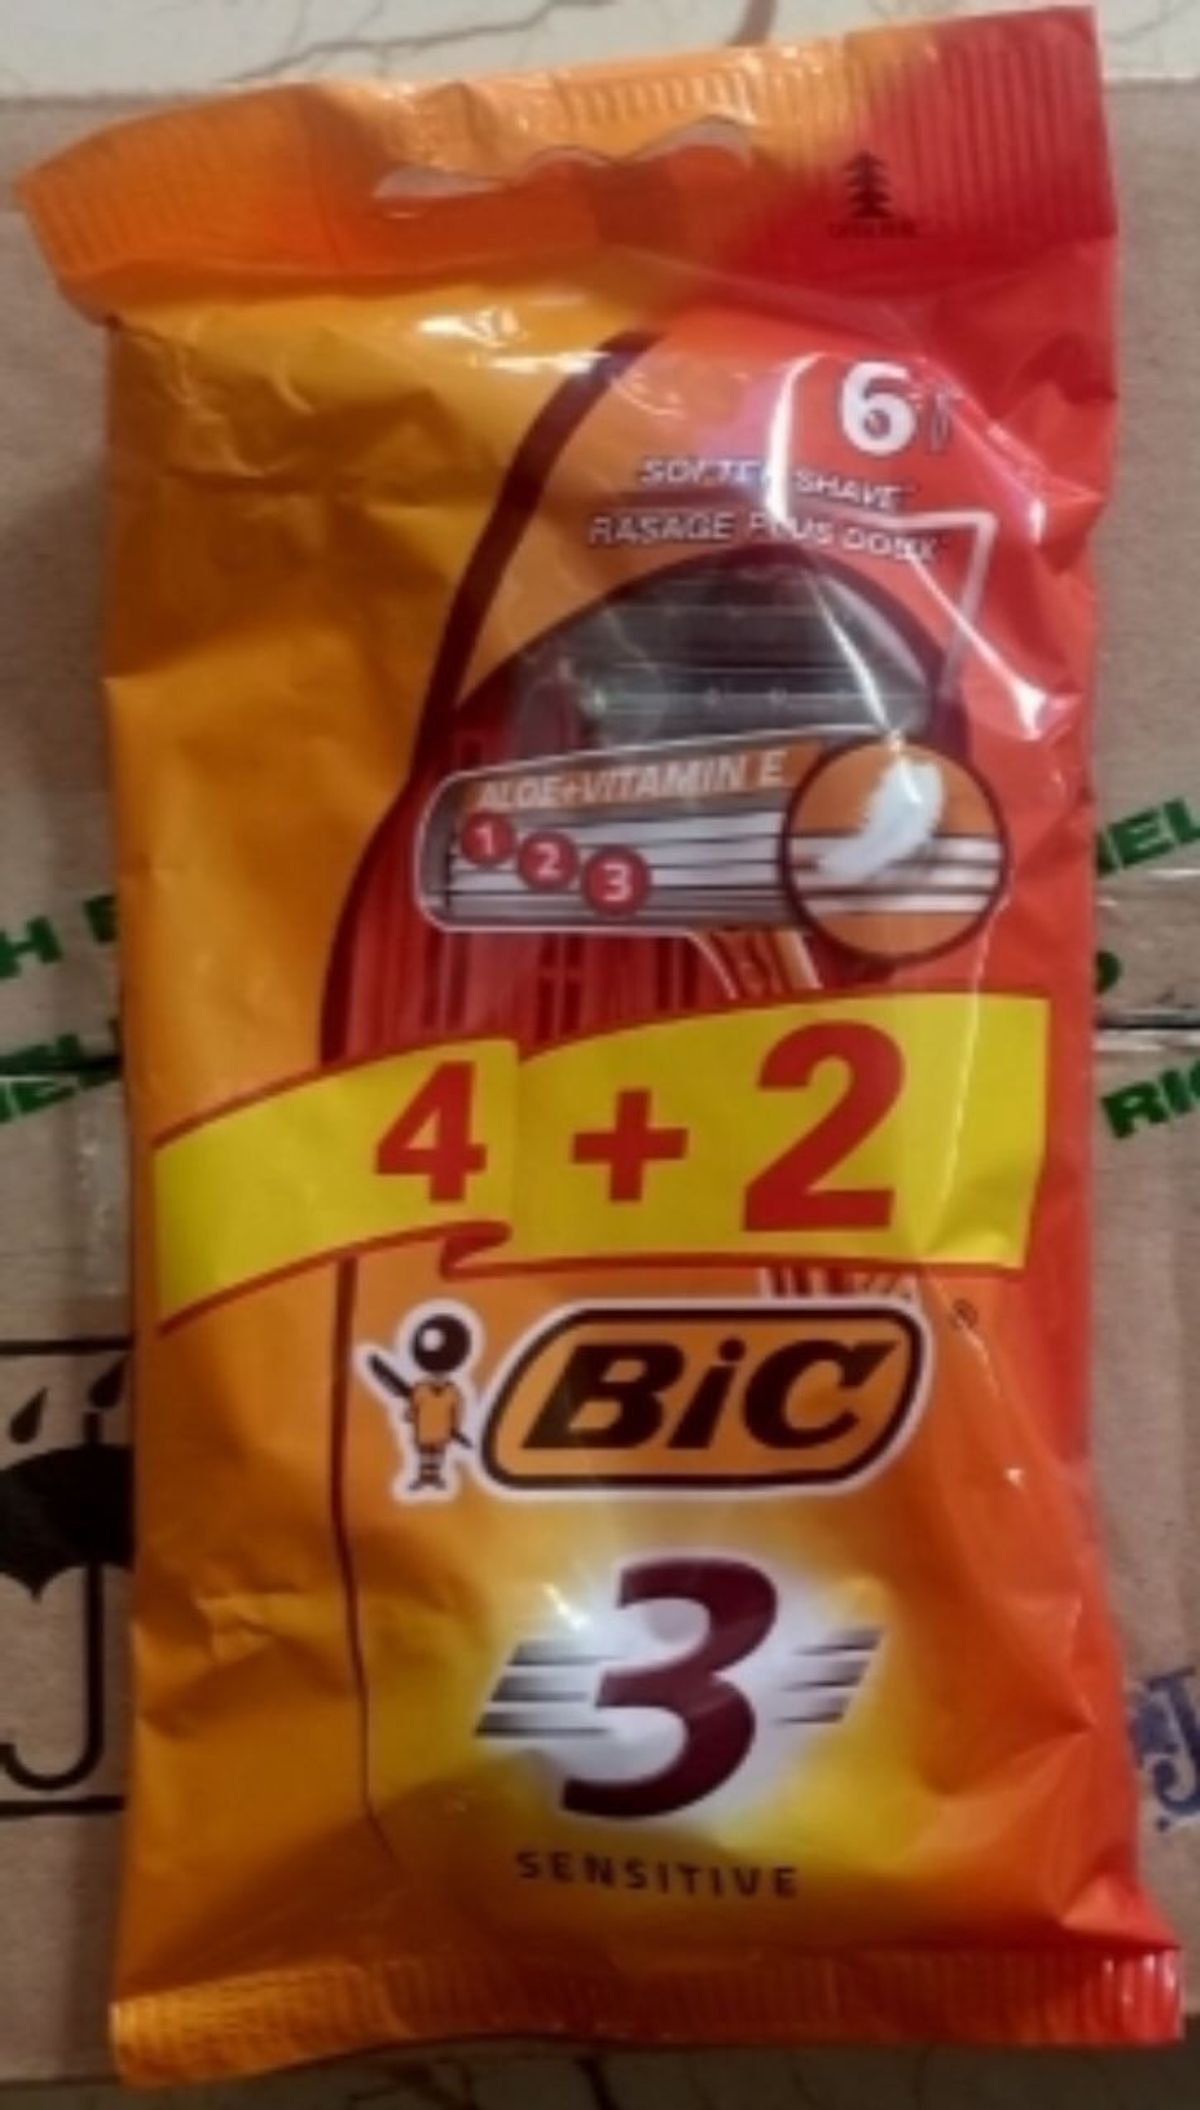 6
SOFTER SHAVE
RASAGE PLUS DOUX
ALOE+VITAMIN E
1 2 3
4 + 2
BiC
®
3
SENSITIVE